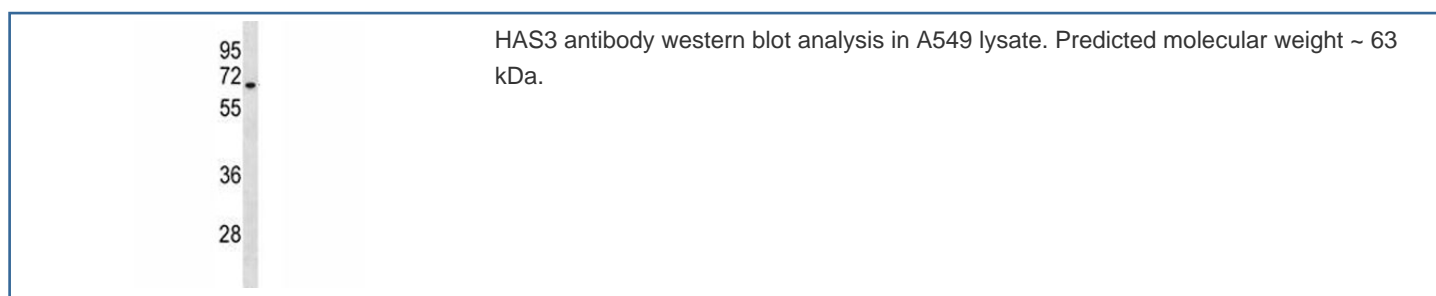 95
72
55
36
28
HAS3 antibody western blot analysis in A549 lysate. Predicted molecular weight ~ 63
kDa.